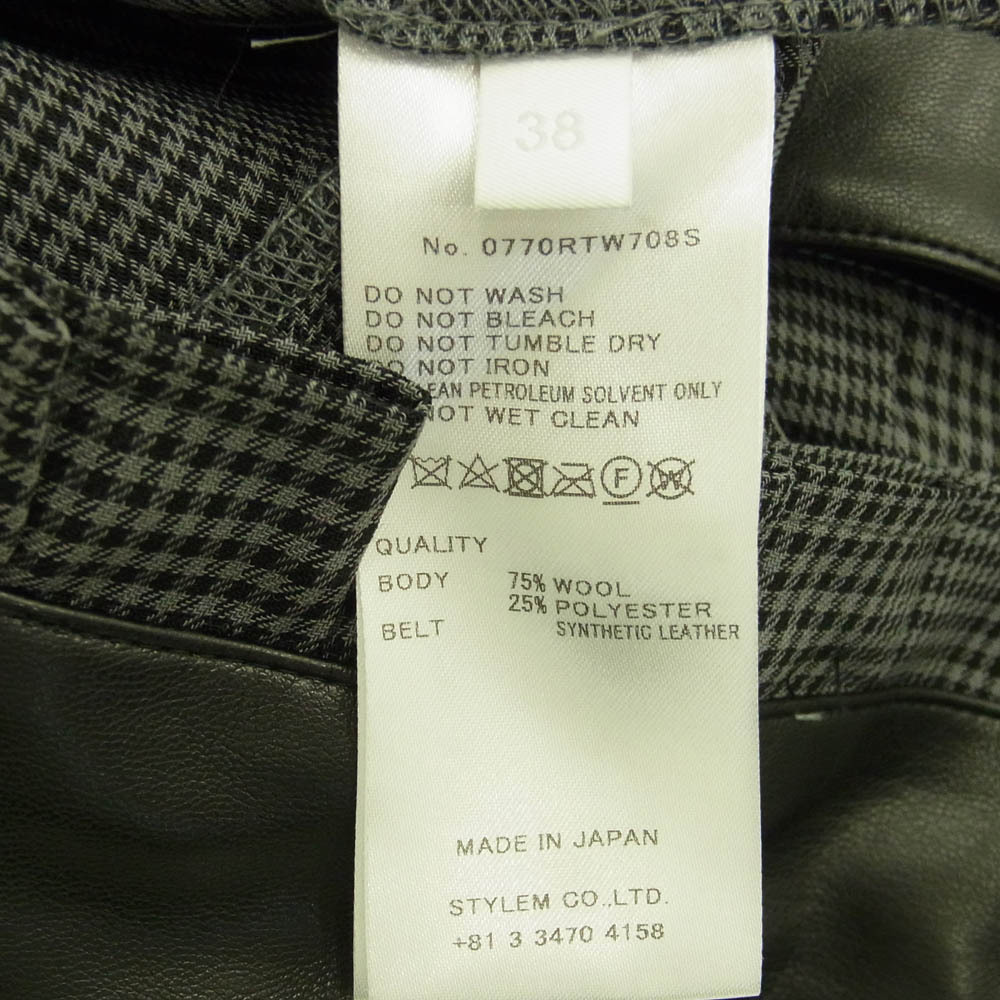 38
No. 0770RTW708S
DO NOT WASH
DO NOT BLEACH
DO NOT TUMBLE DRY
NOT IRON
PETROLEUM SOLVENT ONLY
NOT WET CLEAN
F W
QUALITY
BODY 75% WOOL
25% POLYESTER
BELT SYNTHETIC LEATHER
MADE IN JAPAN
STYLEM CO.,LTD.
+81 3 3470 4158